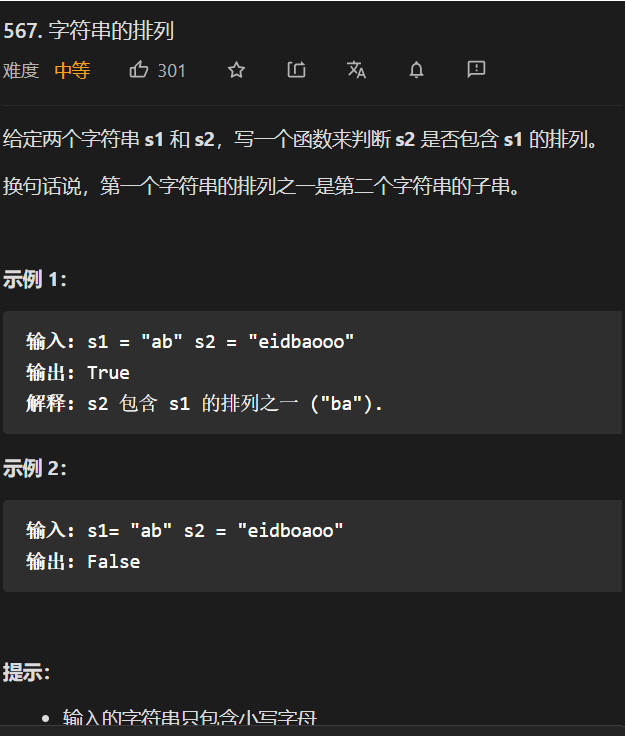 567. 字符串的排列
难度 中等 301
给定两个字符串 s1 和 s2，写一个函数来判断 s2 是否包含 s1 的排列。
换句话说，第一个字符串的排列之一是第二个字符串的子串。
示例 1:
输入: s1 = "ab" s2 = "eidbaooo"
输出: True
解释: s2 包含 s1 的排列之一 ("ba").
示例 2:
输入: s1= "ab" s2 = "eidboaoo"
输出: False
提示：
• 输入的字符串只包含小写字母